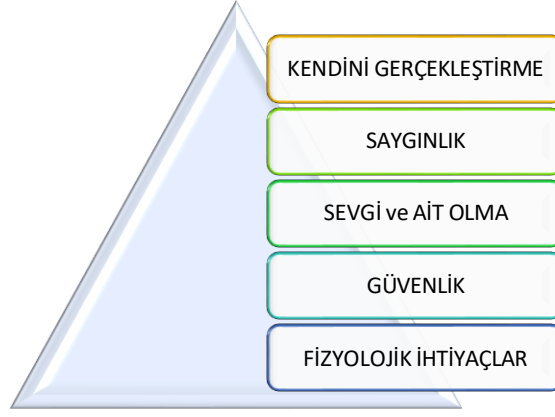 KENDİNİ GERÇEKLEŞTİRME
SAYGINLIK
SEVGİ ve AİT OLMA
GÜVENLİK
FİZYOLOJİK İHTİYAÇLAR